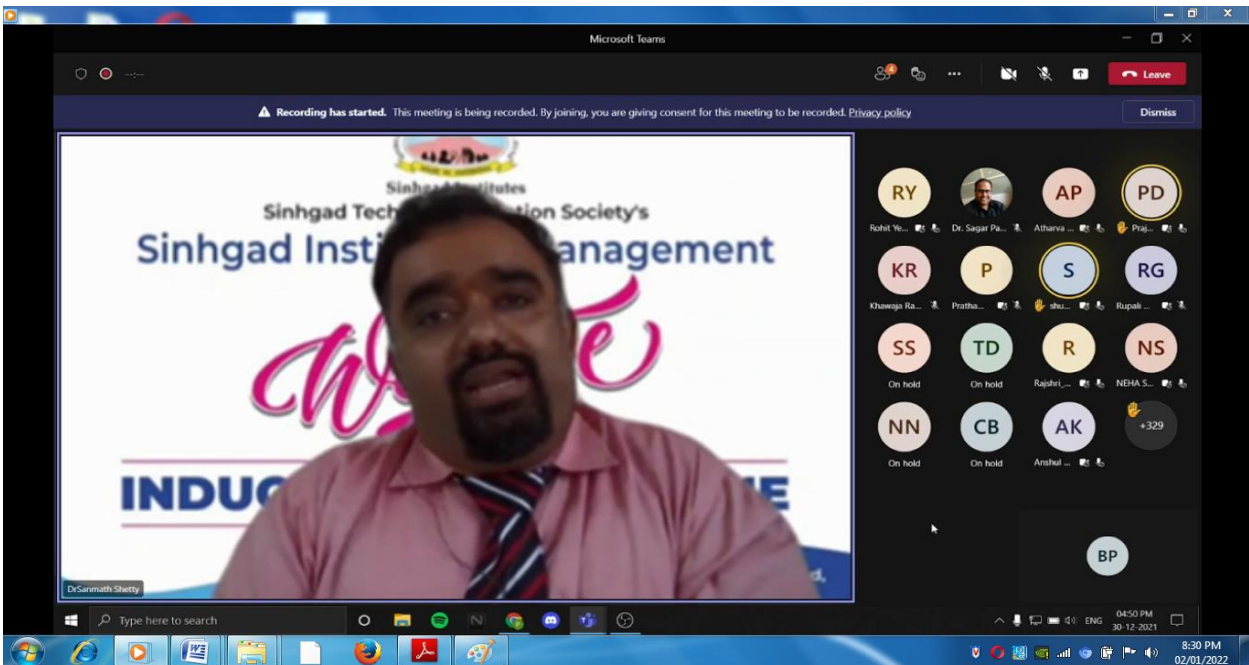 Microsoft Teams
--:--
4
Leave
Recording has started. This meeting is being recorded. By joining, you are giving consent for this meeting to be recorded. Privacy policy
Dismiss
Sinhgad Institutes
Sinhgad Tech tion Society's
Sinhgad Insti anagement
INDUC E
d,
DrSanmath Shetty
RY
AP
PD
Rohit Ye...
Dr. Sagar Pa...
Atharva ...
Praj...
KR
P
S
RG
Khawaja Ra...
Pratha...
shu...
Rupali ...
SS
TD
R
NS
On hold
On hold
Rajshri_...
NEHA S...
NN
CB
AK
+329
On hold
On hold
Anshul ...
BP
Type here to search
N
ENG
04:50 PM
30-12-2021
W
8:30 PM
02/01/2022